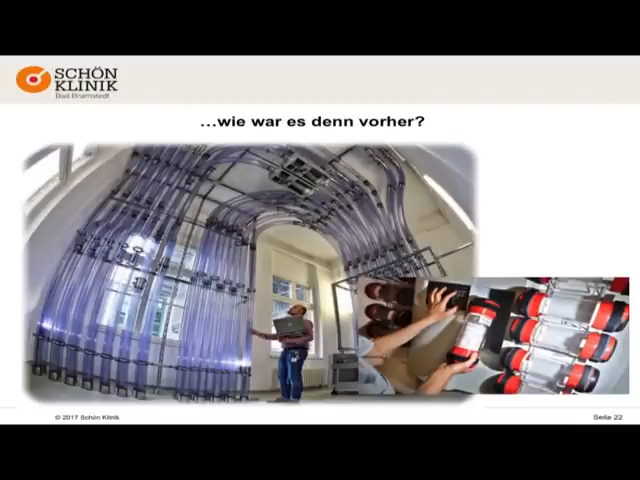 SCHÖN
KLINIK
Bad Bramstedt
...wie war es denn vorher?
© 2017 Schön Klinik
Seite 22